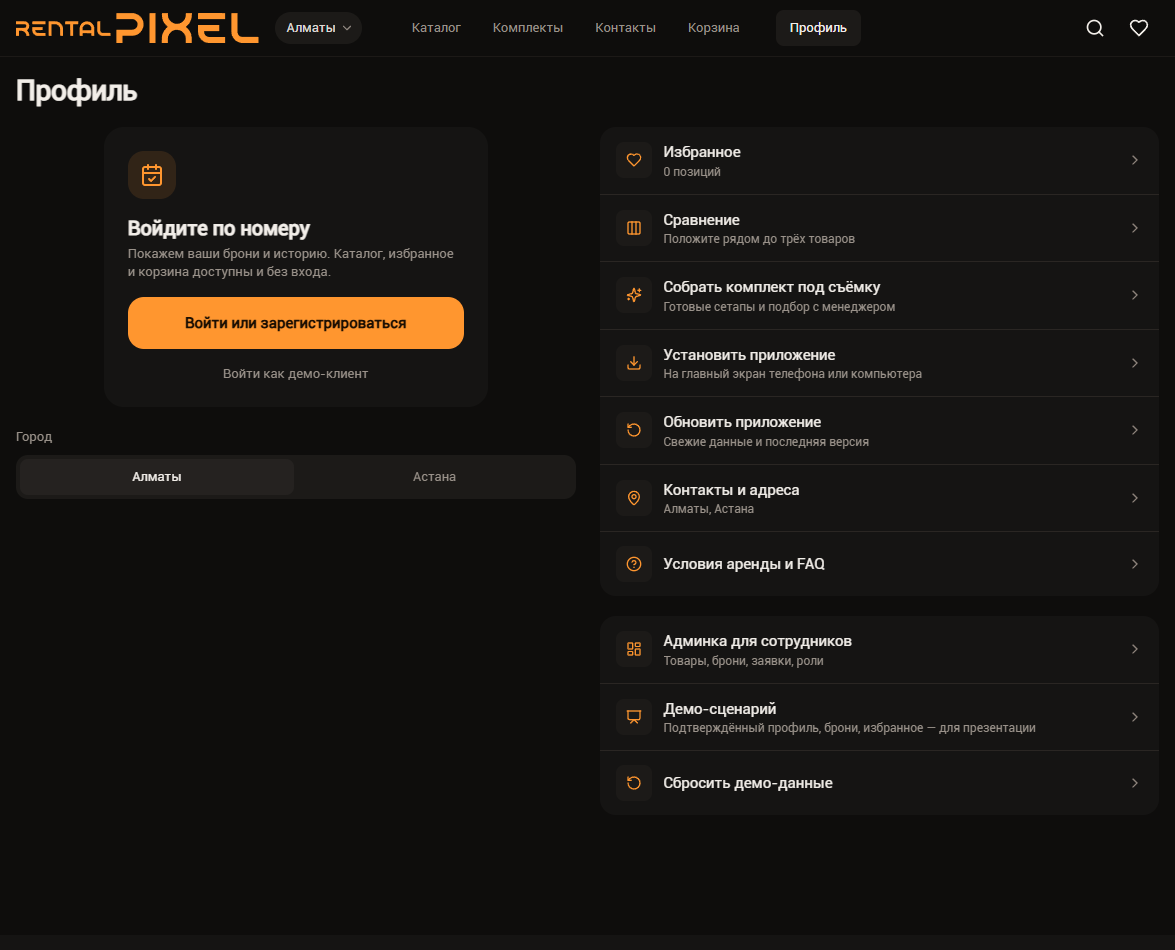 RENTAL PIXEL
Алматы
Каталог
Комплекты
Контакты
Корзина
Профиль
Профиль
Войдите по номеру
Покажем ваши брони и историю. Каталог, избранное
и корзина доступны и без входа.
Войти или зарегистрироваться
Войти как демо-клиент
Город
Алматы
Астана
Избранное
0 позиций
Сравнение
Положите рядом до трёх товаров
Собрать комплект под съёмку
Готовые сетапы и подбор с менеджером
Установить приложение
На главный экран телефона или компьютера
Обновить приложение
Свежие данные и последняя версия
Контакты и адреса
Алматы, Астана
Условия аренды и FAQ
Админка для сотрудников
Товары, брони, заявки, роли
Демо-сценарий
Подтверждённый профиль, брони, избранное — для презентации
Сбросить демо-данные